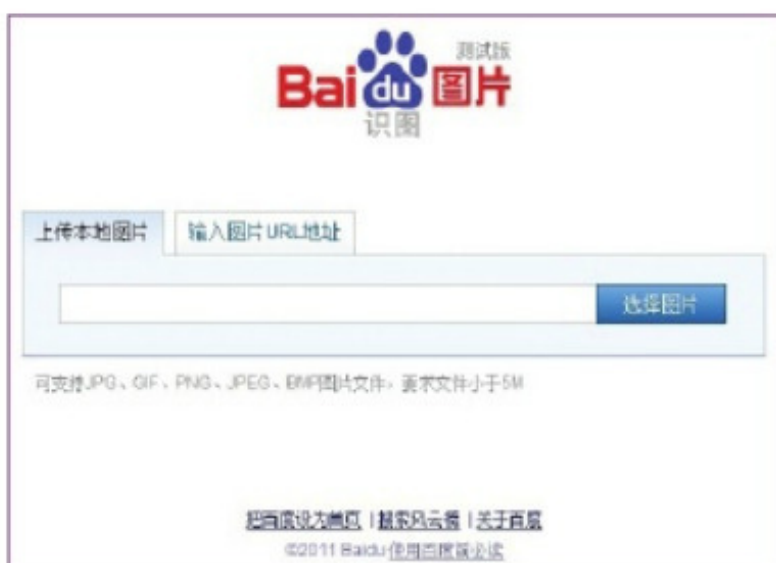 测试版
Bai du 图片
识图
上传本地图片 输入图片URL地址
选择图片
可支持JPG、GIF、PNG、JPEG、BMP图片文件，要求文件小于5M
把百度设为首页 | 搜索风云榜 | 关于百度
©2011 Baidu 使用百度前必读